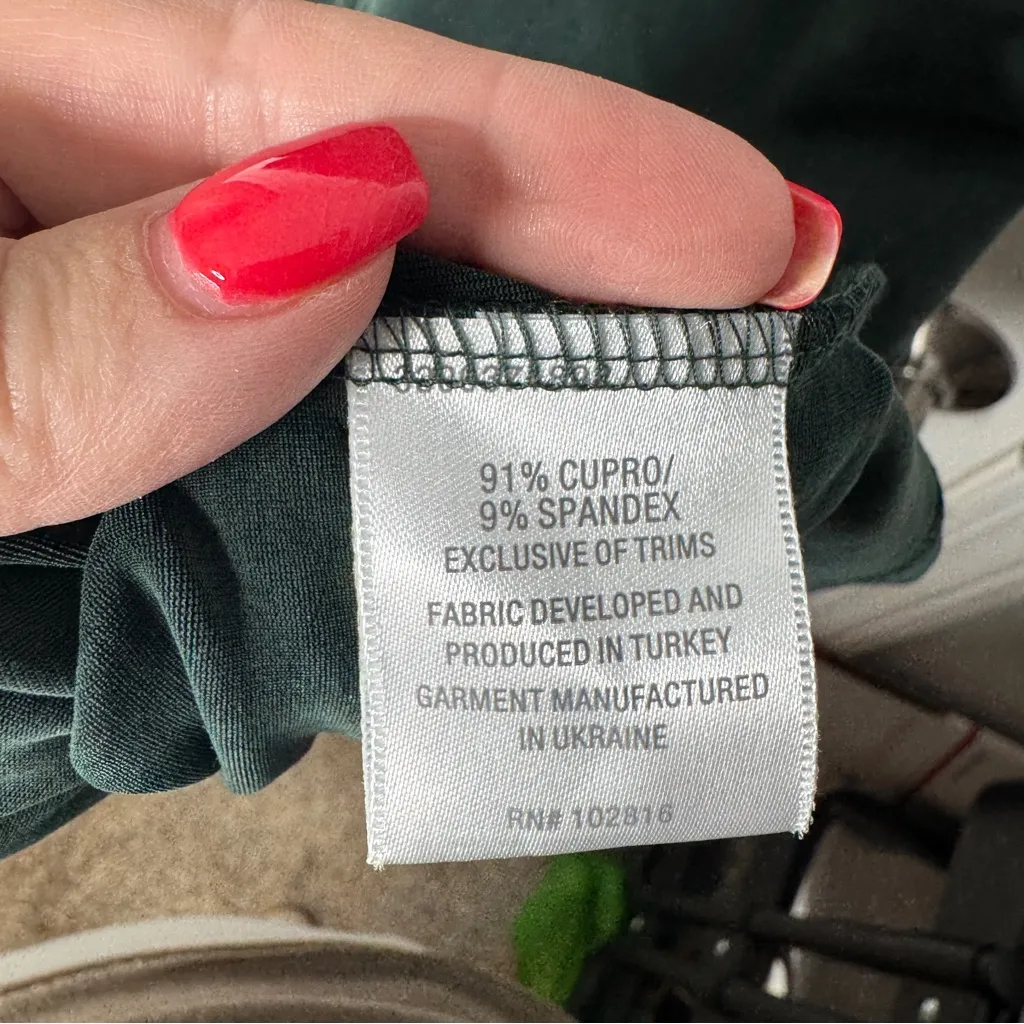 91% CUPRO/
9% SPANDEX
EXCLUSIVE OF TRIMS
FABRIC DEVELOPED AND
PRODUCED IN TURKEY
GARMENT MANUFACTURED
IN UKRAINE
RN# 102816